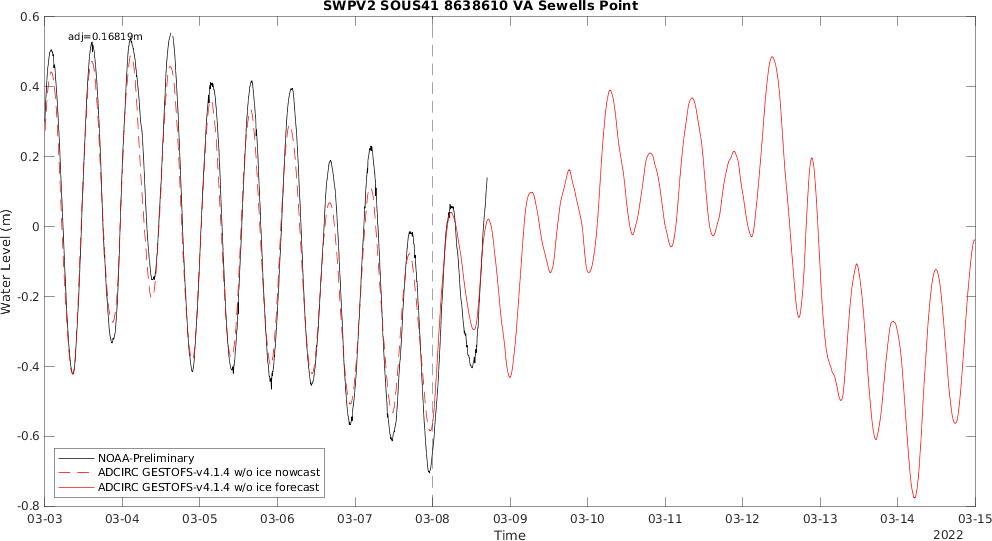 SWPV2 SOUS41 8638610 VA Sewells Point
adj=0.16819m
0.6
0.4
0.2
0
-0.2
-0.4
-0.6
-0.8
Water Level (m)
NOAA-Preliminary
ADCIRC GESTOFS-v4.1.4 w/o ice nowcast
ADCIRC GESTOFS-v4.1.4 w/o ice forecast
03-03 03-04 03-05 03-06 03-07 03-08 03-09 03-10 03-11 03-12 03-13 03-14 03-15
Time
2022